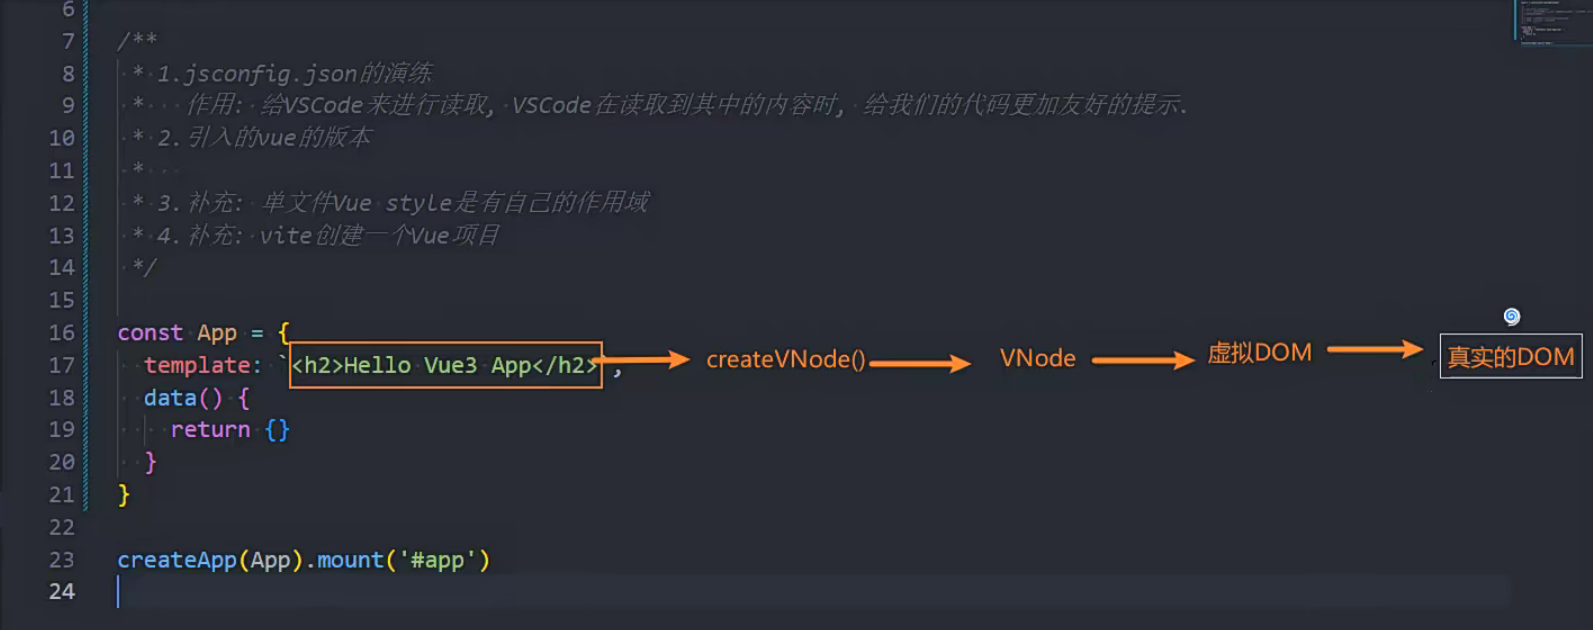 6
7 /**
8 * 1.jsconfig.json的演练
9 * 作用: 给VSCode来进行读取, VSCode在读取到其中的内容时, 给我们的代码更加友好的提示.
10 * 2.引入的vue的版本
11 *
12 * 3.补充: 单文件Vue style是有自己的作用域
13 * 4.补充: vite创建一个Vue项目
14 */
15
16 const App = {
17 template: `<h2>Hello Vue3 App</h2>`, createVNode() VNode 虚拟DOM 真实的DOM
18 data() {
19 return {}
20 }
21 }
22
23 createApp(App).mount('#app')
24